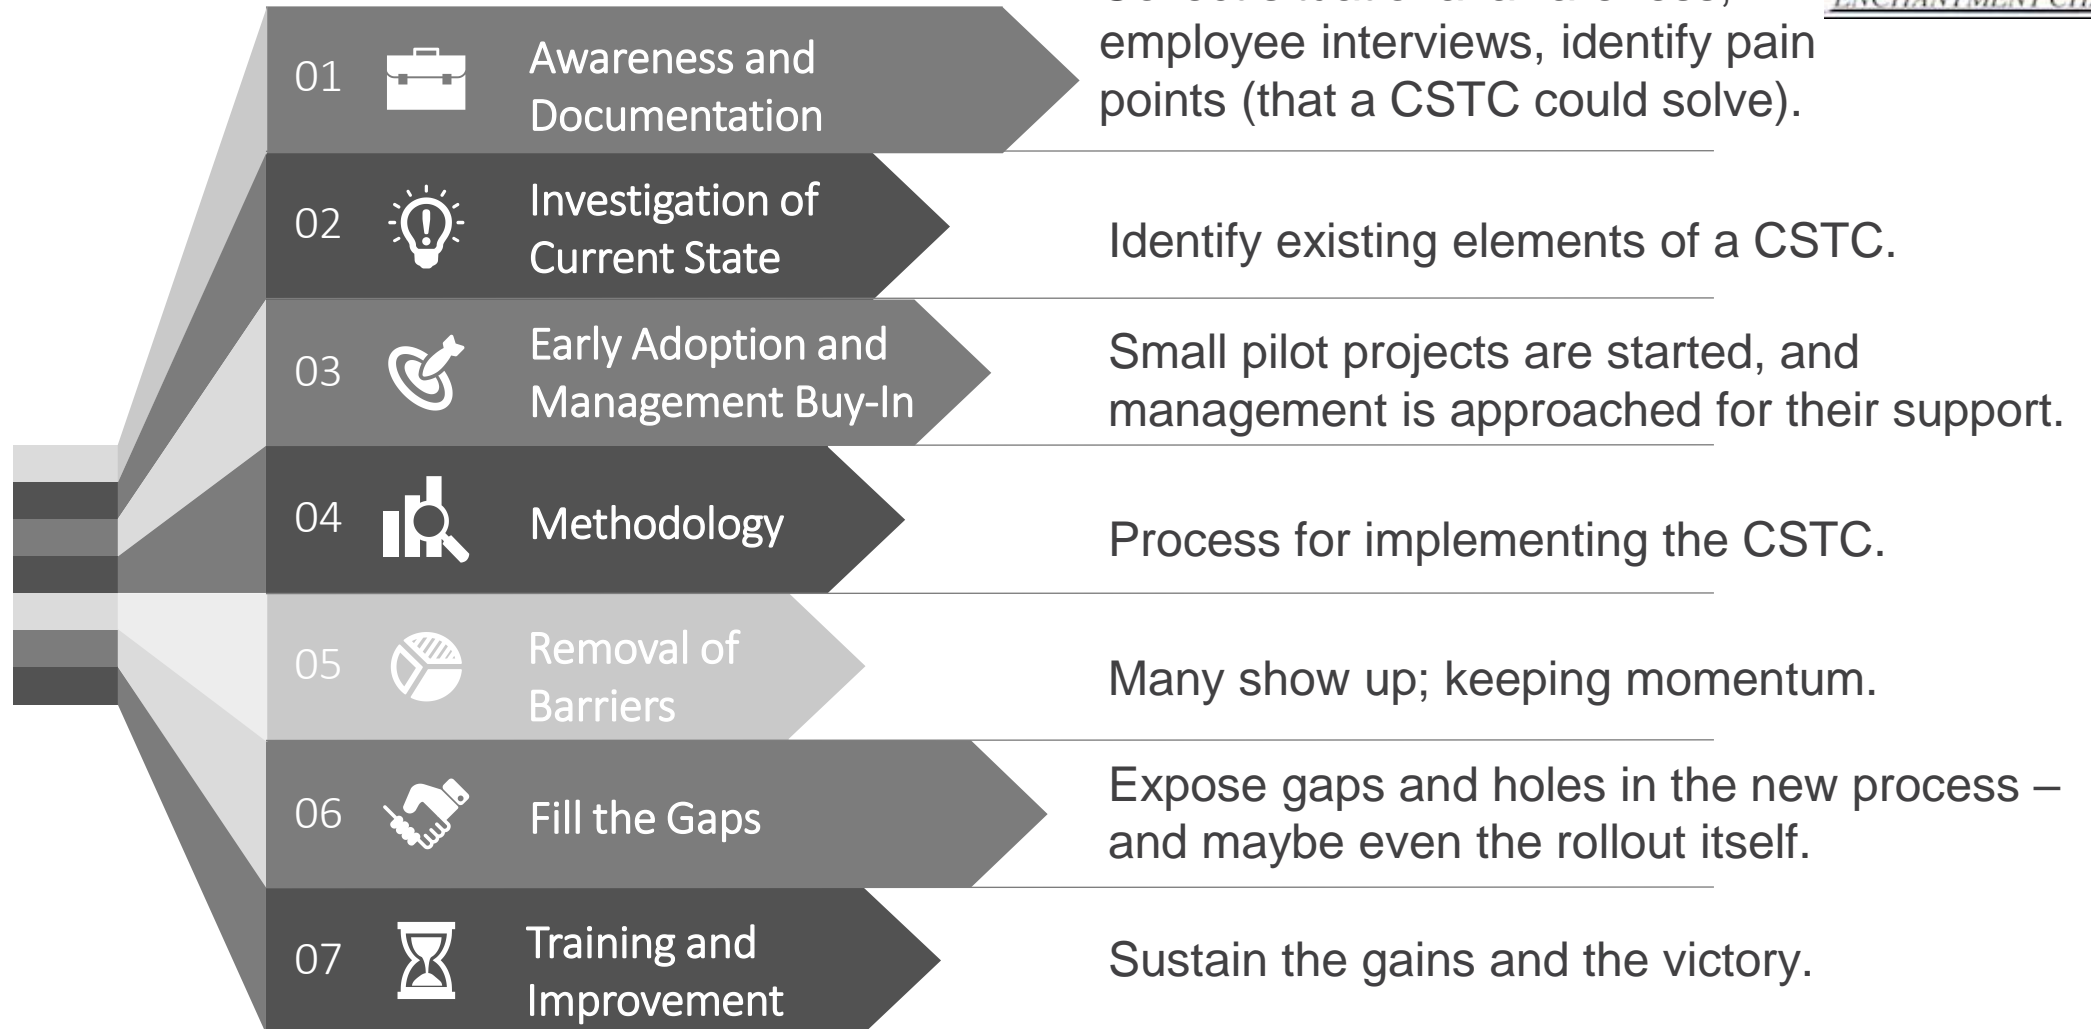 01
Awareness and
Documentation
employee interviews, identify pain
points (that a CSTC could solve).
02
Investigation of
Current State
Identify existing elements of a CSTC.
03
Early Adoption and
Management Buy-In
Small pilot projects are started, and
management is approached for their support.
04
Methodology
Process for implementing the CSTC.
05
Removal of
Barriers
Many show up; keeping momentum.
06
Fill the Gaps
Expose gaps and holes in the new process –
and maybe even the rollout itself.
07
Training and
Improvement
Sustain the gains and the victory.